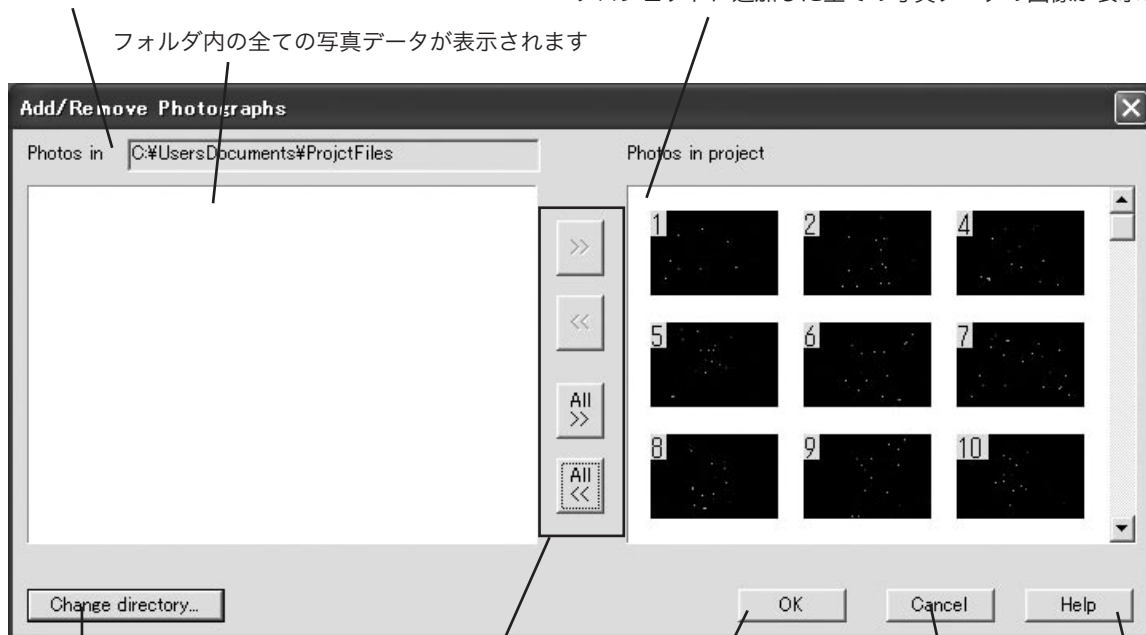 フォルダ内の全ての写真データが表示されます
Add/Remove Photographs
Photos in C:¥UsersDocuments¥ProjctFiles
Photos in project
1 2 4
5 6 7
8 9 10
>>
<<
All
>>
All
<<
Change directory...
OK Cancel Help